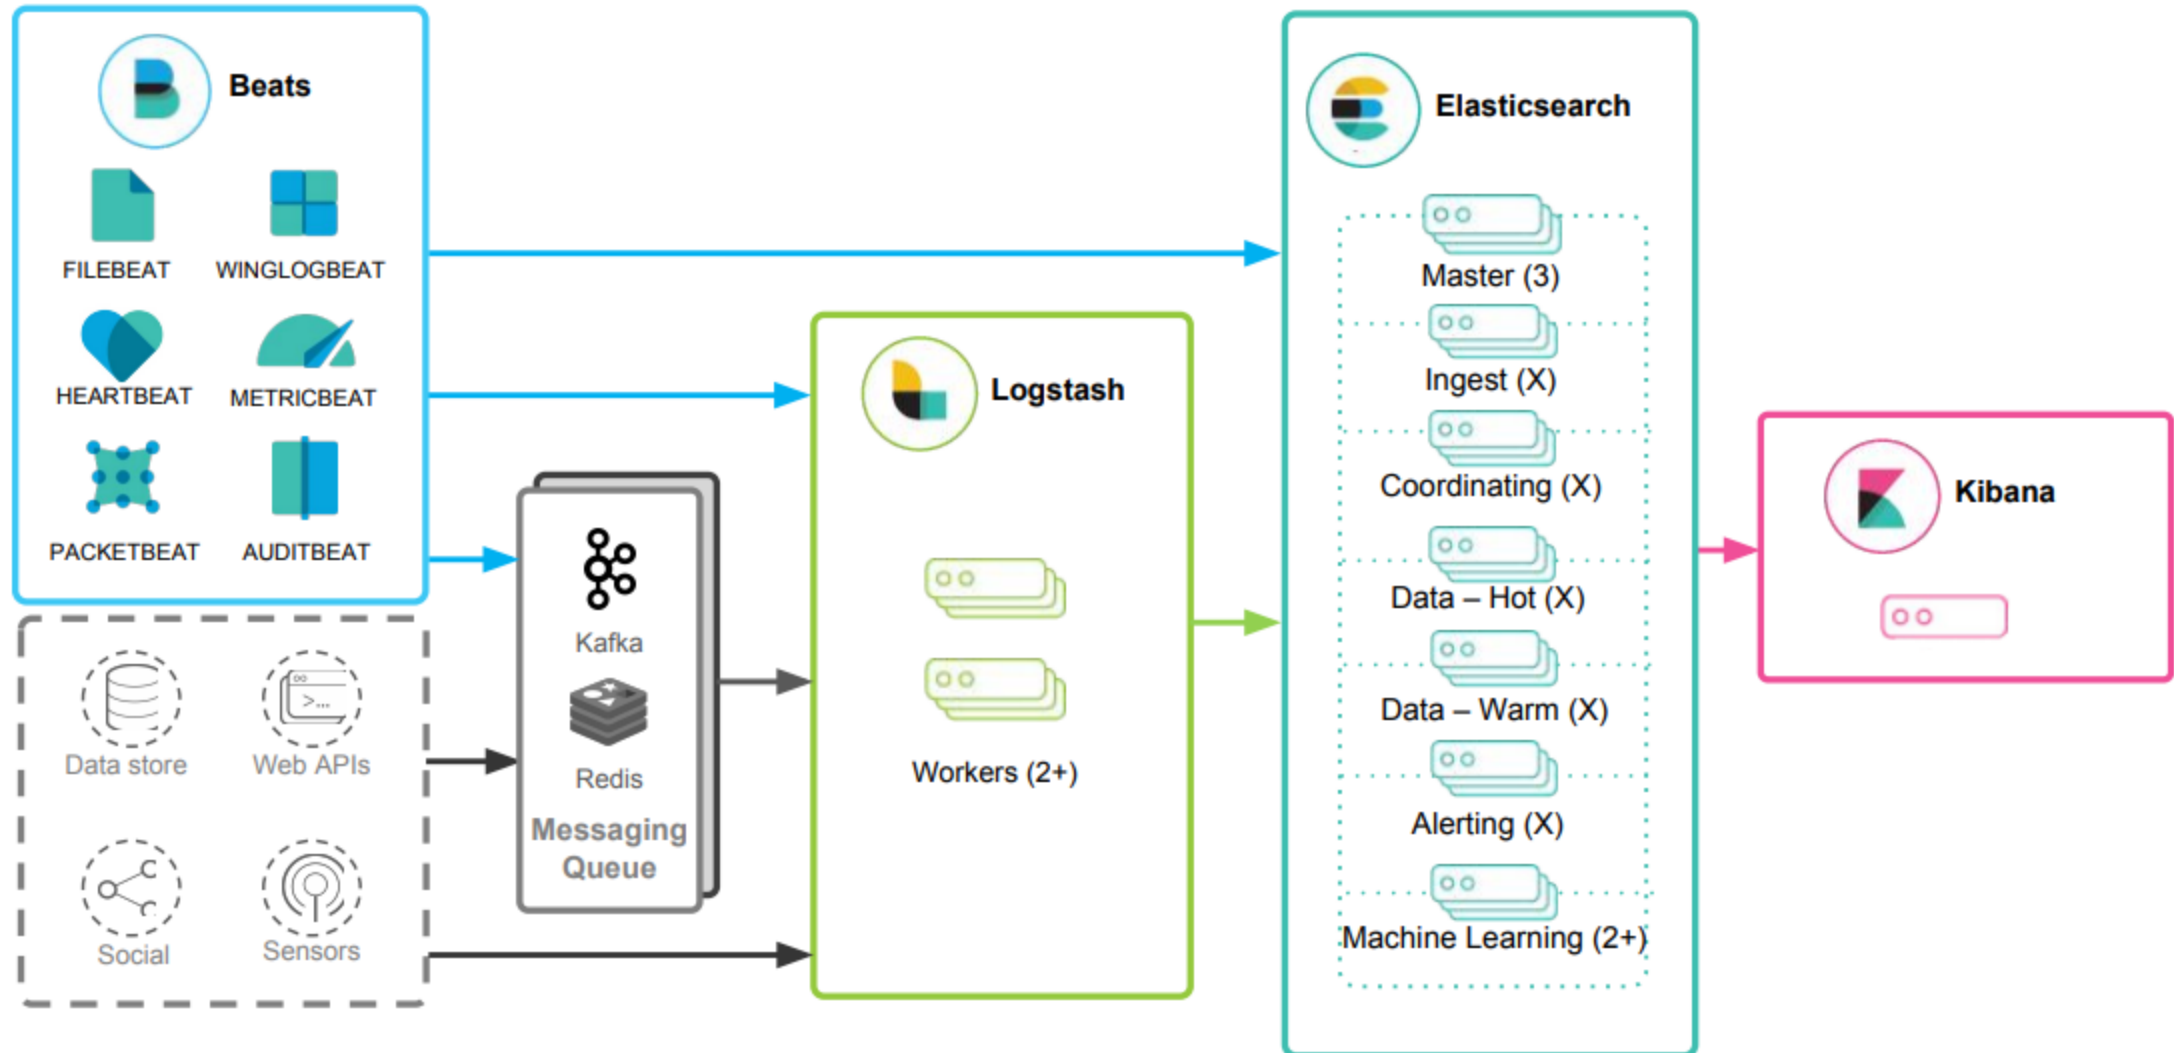 Beats
FILEBEAT
WINGLOGBEAT
HEARTBEAT
METRICBEAT
PACKETBEAT
AUDITBEAT
Data store
Web APIs
>_...
Social
Sensors
Kafka
Redis
Messaging
Queue
Logstash
Workers (2+)
Elasticsearch
Master (3)
Ingest (X)
Coordinating (X)
Data – Hot (X)
Data – Warm (X)
Alerting (X)
Machine Learning (2+)
Kibana